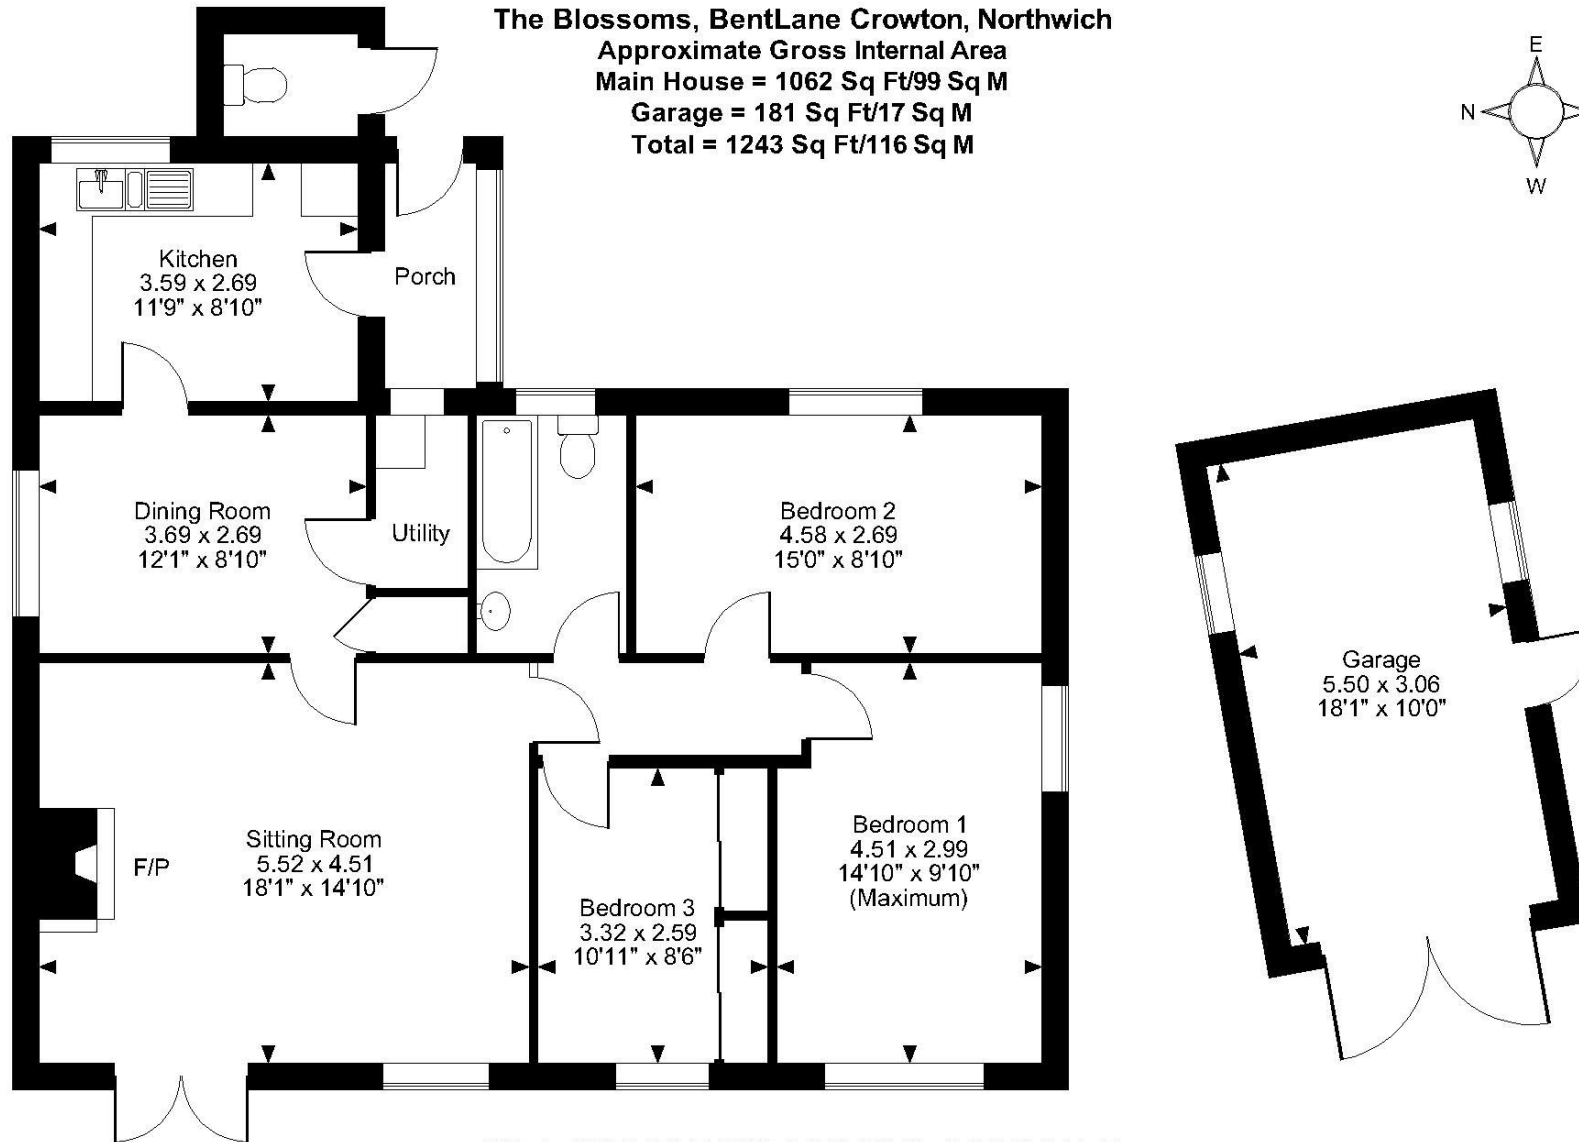 The Blossoms, BentLane Crowton, Northwich
Approximate Gross Internal Area
Main House = 1062 Sq Ft/99 Sq M
Garage = 181 Sq Ft/17 Sq M
Total = 1243 Sq Ft/116 Sq M
E
N
W
Kitchen
3.59 x 2.69
11'9" x 8'10"
Porch
Dining Room
3.69 x 2.69
12'1" x 8'10"
Utility
Bedroom 2
4.58 x 2.69
15'0" x 8'10"
Garage
5.50 x 3.06
18'1" x 10'0"
Sitting Room
5.52 x 4.51
18'1" x 14'10"
F/P
Bedroom 1
4.51 x 2.99
14'10" x 9'10"
(Maximum)
Bedroom 3
3.32 x 2.59
10'11" x 8'6"